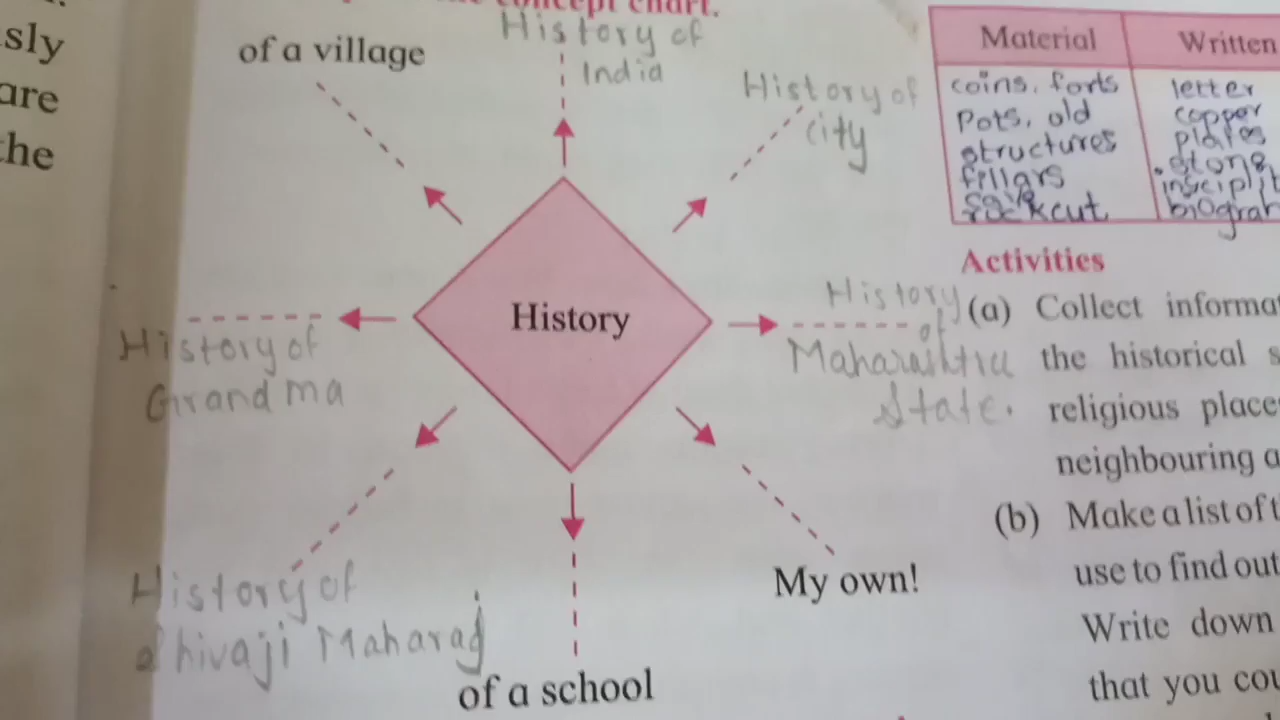 sly
are
the
concept chart.
of a village
History of
India
History of
city
History
History of
Grandma
History
of
Maharashtra
State.
History of
Shivaji Maharaj
of a school
My own!
Material
Written
coins, forts
Pots, old
structures
fillars
rockcut
letter
copper
plates
Activities
(a) Collect informa
the historical s
religious place
neighbouring a
(b) Make a list of t
use to find out
Write down
that you cou